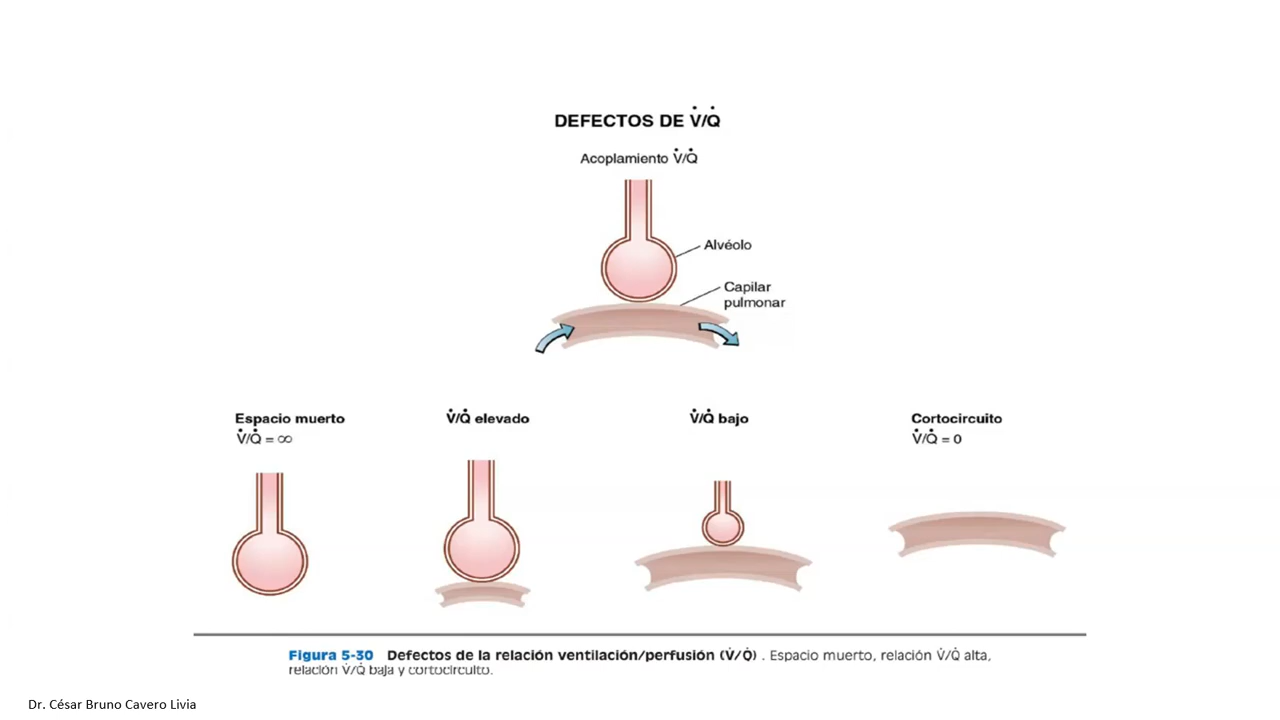 DEFECTOS DE V̇/Q̇
Acoplamiento V̇/Q̇
Alvéolo
Capilar
pulmonar
Espacio muerto
V̇/Q̇ = ∞
V̇/Q̇ elevado
V̇/Q̇ bajo
Cortocircuito
V̇/Q̇ = 0
Figura 5-30 Defectos de la relación ventilación/perfusión (V̇/Q̇) . Espacio muerto, relación V̇/Q̇ alta,
relación V̇/Q̇ baja y cortocircuito.
Dr. César Bruno Cavero Livia